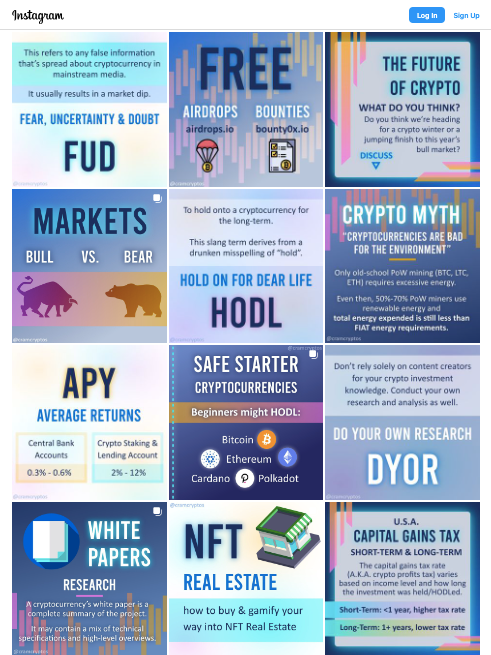 Instagram
Log In
Sign Up
This refers to any false information
that's spread about cryptocurrency in
mainstream media.
It usually results in a market dip.
FEAR, UNCERTAINTY & DOUBT
FUD
FREE
AIRDROPS BOUNTIES
airdrops.io bounty0x.io
THE FUTURE
OF CRYPTO
WHAT DO YOU THINK?
Do you think we're heading
for a crypto winter or a
jumping finish to this year's
bull market?
DISCUSS
MARKETS
BULL VS. BEAR
To hold onto a cryptocurrency for
the long-term.
This slang term derives from a
drunken misspelling of "hold".
HOLD ON FOR DEAR LIFE
HODL
CRYPTO MYTH
"CRYPTOCURRENCIES ARE BAD
FOR THE ENVIRONMENT"
Only old-school PoW mining (BTC, LTC,
ETH) requires excessive energy.
Even then, 50%-70% PoW miners use
renewable energy and
total energy expended is still less than
FIAT energy requirements.
APY
AVERAGE RETURNS
Central Bank
Accounts
0.3% - 0.6%
Crypto Staking &
Lending Account
2% - 12%
SAFE STARTER
CRYPTOCURRENCIES
Beginners might HODL:
Bitcoin
Ethereum
Cardano Polkadot
Don't rely solely on content creators
for your crypto investment
knowledge. Conduct your own
research and analysis as well.
DO YOUR OWN RESEARCH
DYOR
WHITE
PAPERS
RESEARCH
A cryptocurrency's white paper is a
complete summary of the project.
It may contain a mix of technical
specifications and high-level overviews.
NFT
REAL ESTATE
how to buy & gamify your
way into NFT Real Estate
U.S.A.
CAPITAL GAINS TAX
SHORT-TERM & LONG-TERM
The capital gains tax rate
(A.K.A. crypto profits tax) varies
based on income level and how long
the investment was held/HODLed.
Short-Term: <1 year, higher tax rate
Long-Term: 1+ years, lower tax rate